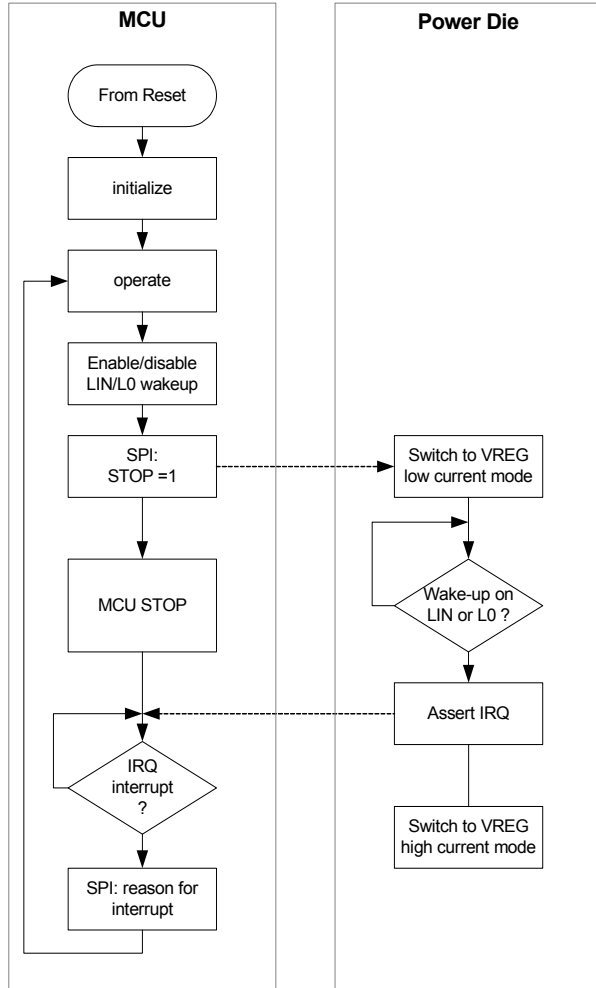 MCU
From Reset
initialize
operate
Enable/disable
LIN/L0 wakeup
SPI:
STOP =1
MCU STOP
IRQ
interrupt
?
SPI: reason for
interrupt
Power Die
Switch to VREG
low current mode
Wake-up on
LIN or L0 ?
Assert IRQ
Switch to VREG
high current mode